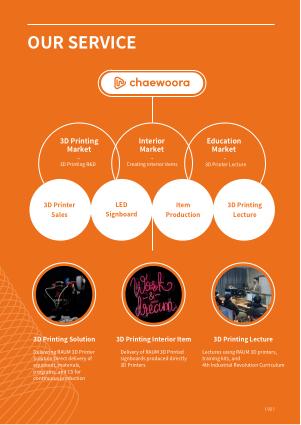 OUR SERVICE
chaewoora
3D Printing
Market
-
3D Printing R&D
Interior
Market
-
Creating interior items
Education
Market
-
3D Printer Lecture
3D Printer
Sales
LED
Signboard
Item
Production
3D Printing
Lecture
Work
&
dream
3D Printing Solution
Delivering RAUM 3D Printer
Solution Direct delivery of
equipment, materials,
programs, and CS for
continuous production
3D Printing Interior Item
Delivery of RAUM 3D Printed
signboards produced directly
3D Printers
3D Printing Lecture
Lectures using RAUM 3D printers,
training kits, and
4th Industrial Revolution Curriculum